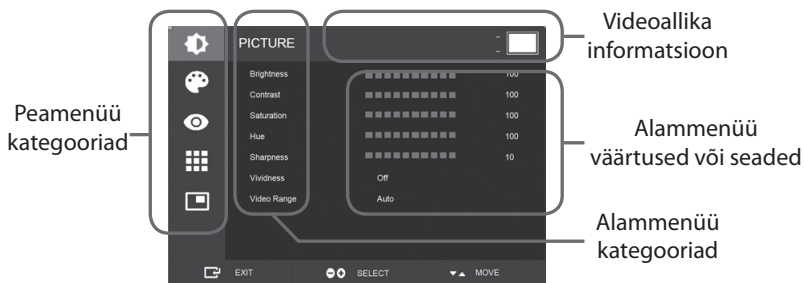 Videoallika
informatsioon
PICTURE
Brightness 100
Contrast 100
Saturation 100
Hue 100
Sharpness 10
Vividness Off
Video Range Auto
Peamenüü
kategooriad
Alammenüü
väärtused või seaded
Alammenüü
kategooriad
EXIT SELECT MOVE